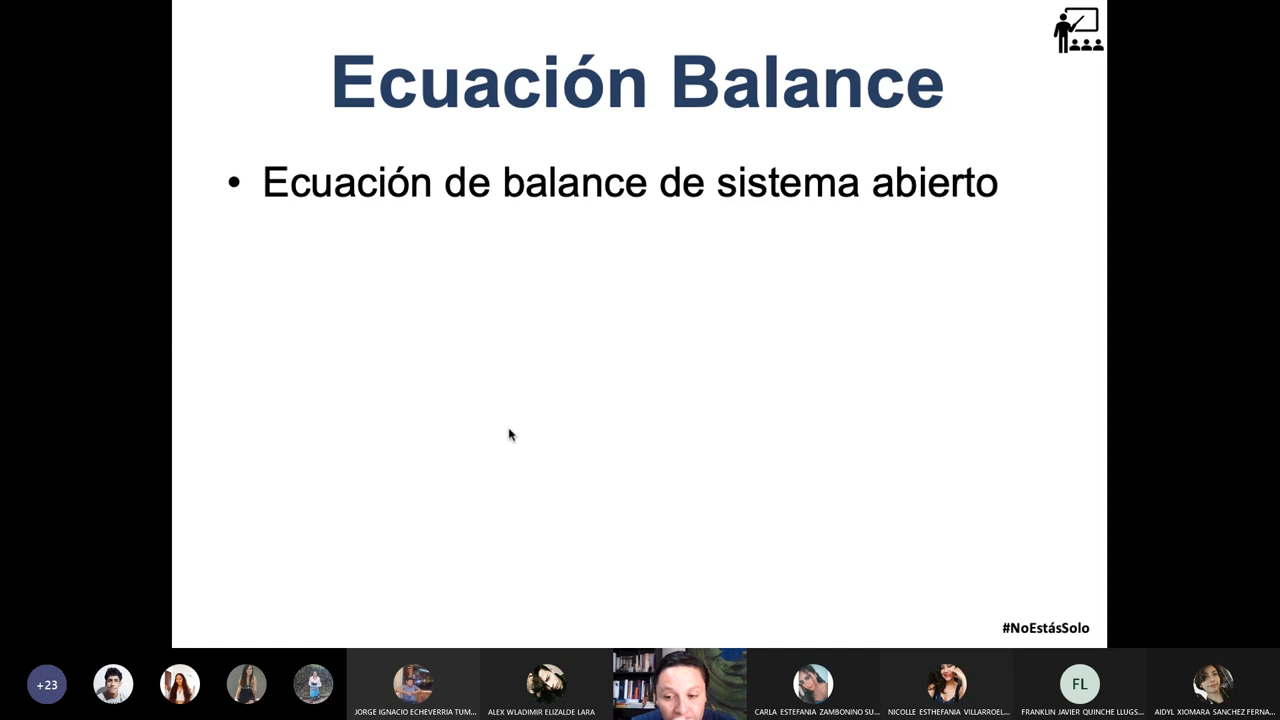 Ecuación Balance
• Ecuación de balance de sistema abierto
#NoEstásSolo
+23
JORGE IGNACIO ECHEVERRIA TUM...
ALEX WLADIMIR ELIZALDE LARA
CARLA ESTEFANIA ZAMBONINO SU...
NICOLLE ESTHEFANIA VILLARROEL...
FL
FRANKLIN JAVIER QUINCHE LLUGS...
AIDYL XIOMARA SANCHEZ FERNA...